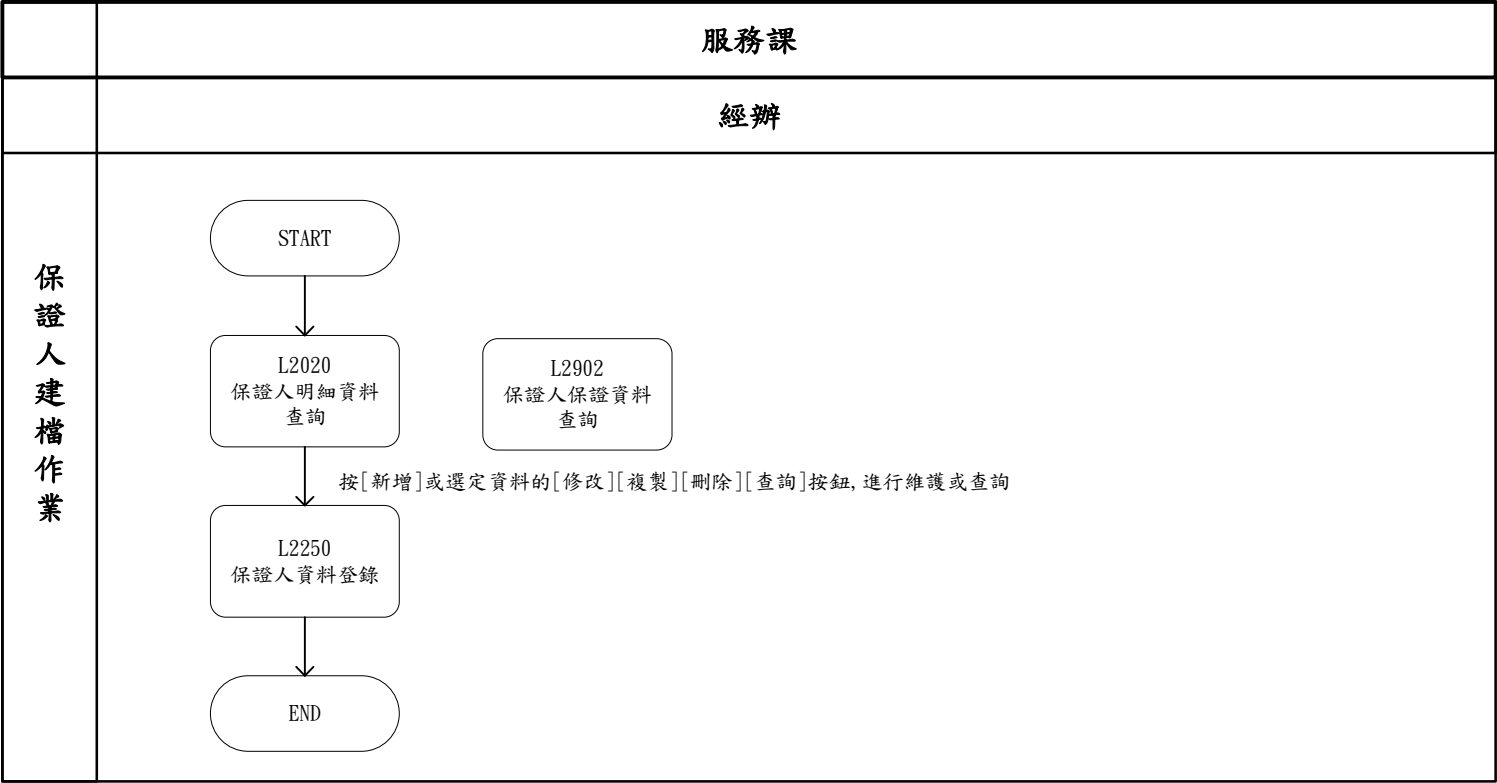 服務課
經辦
保證人建檔作業
START
L2020
保證人明細資料
查詢
L2902
保證人保證資料
查詢
按[新增]或選定資料的[修改][複製][刪除][查詢]按鈕,進行維護或查詢
L2250
保證人資料登錄
END